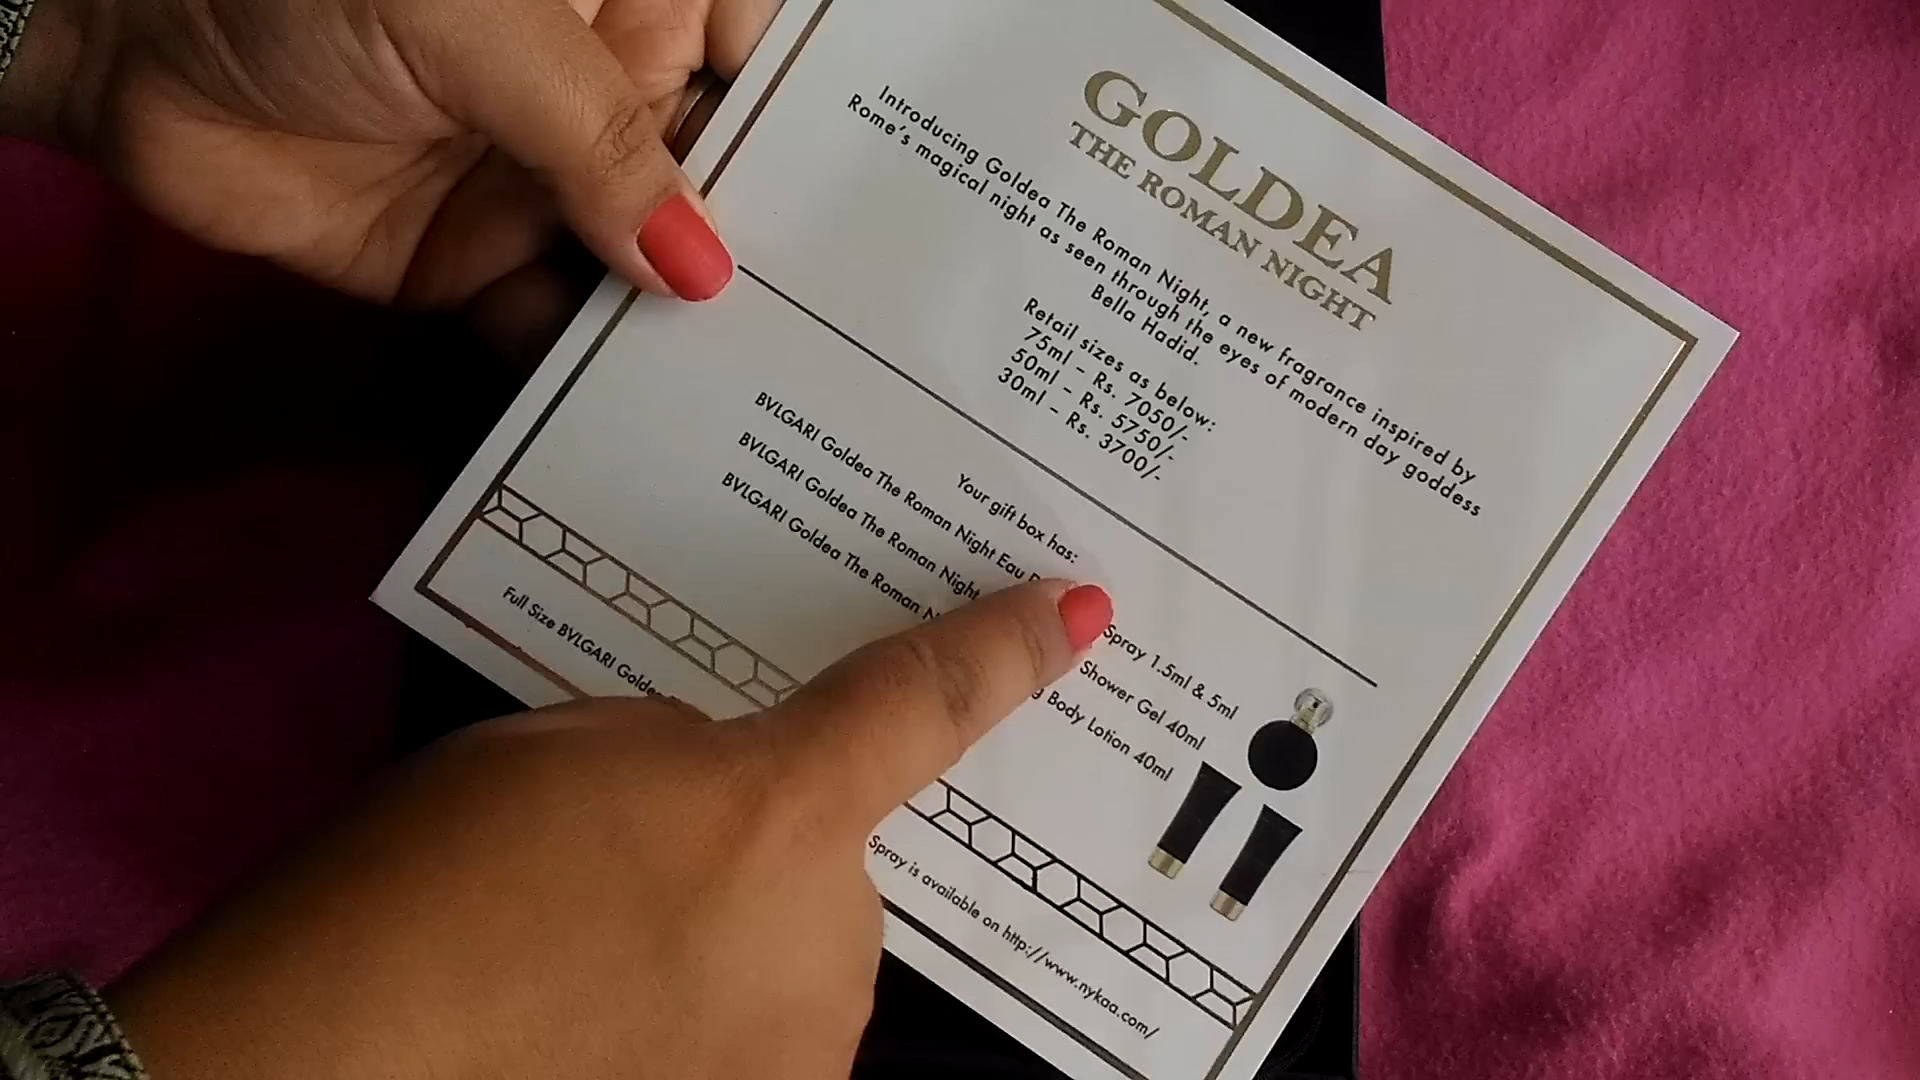 GOLDEA
THE ROMAN NIGHT
Introducing Goldea The Roman Night, a new fragrance inspired by
Rome's magical night as seen through the eyes of modern day goddess
Bella Hadid.
Retail sizes as below:
75ml – Rs. 7050/-
50ml – Rs. 5750/-
30ml – Rs. 3700/-
Your gift box has:
BVLGARI Goldea The Roman Night Eau Spray 1.5ml & 5ml
BVLGARI Goldea The Roman Night Shower Gel 40ml
BVLGARI Goldea The Roman Body Lotion 40ml
Full Size BVLGARI Goldea Spray is available on http://www.nykaa.com/